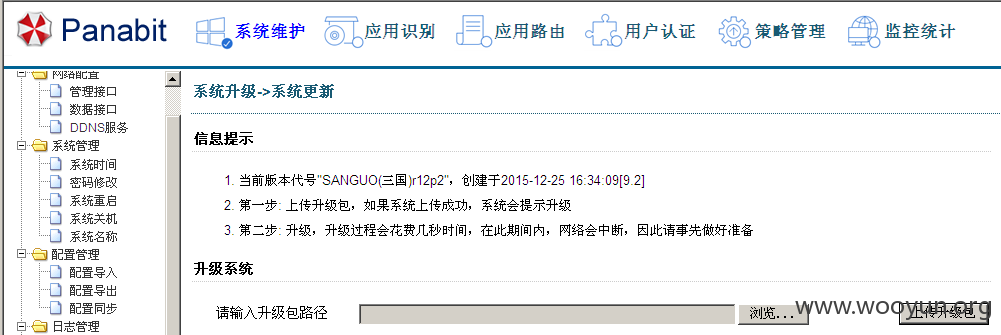 Panabit 系统维护 应用识别 应用路由 用户认证 策略管理 监控统计
网络配置
管理接口
数据接口
DDNS服务
系统管理
系统时间
密码修改
系统重启
系统关机
系统名称
配置管理
配置导入
配置导出
配置同步
日志管理
系统升级->系统更新
信息提示
1. 当前版本代号"SANGUO(三国)r12p2"，创建于2015-12-25 16:34:09[9.2]
2. 第一步: 上传升级包，如果系统上传成功，系统会提示升级
3. 第二步: 升级，升级过程会花费几秒时间，在此期间内，网络会中断，因此请事先做好准备
升级系统
请输入升级包路径 浏览... 上传升级包
www.wooyun.org